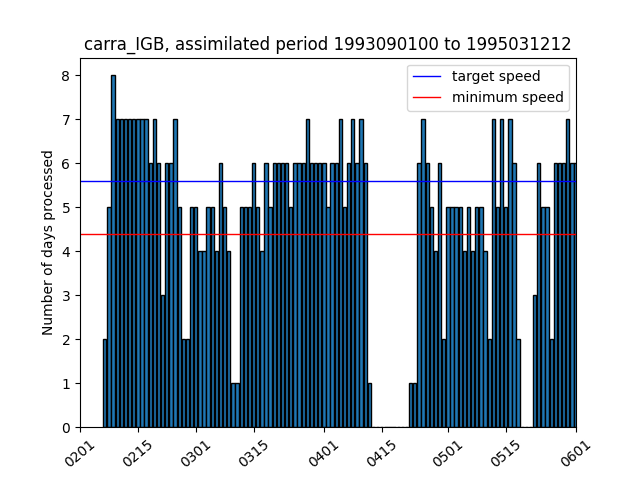 carra_IGB, assimilated period 1993090100 to 1995031212
target speed
minimum speed
Number of days processed
8
7
6
5
4
3
2
1
0
0201 0215 0301 0315 0401 0415 0501 0515 0601